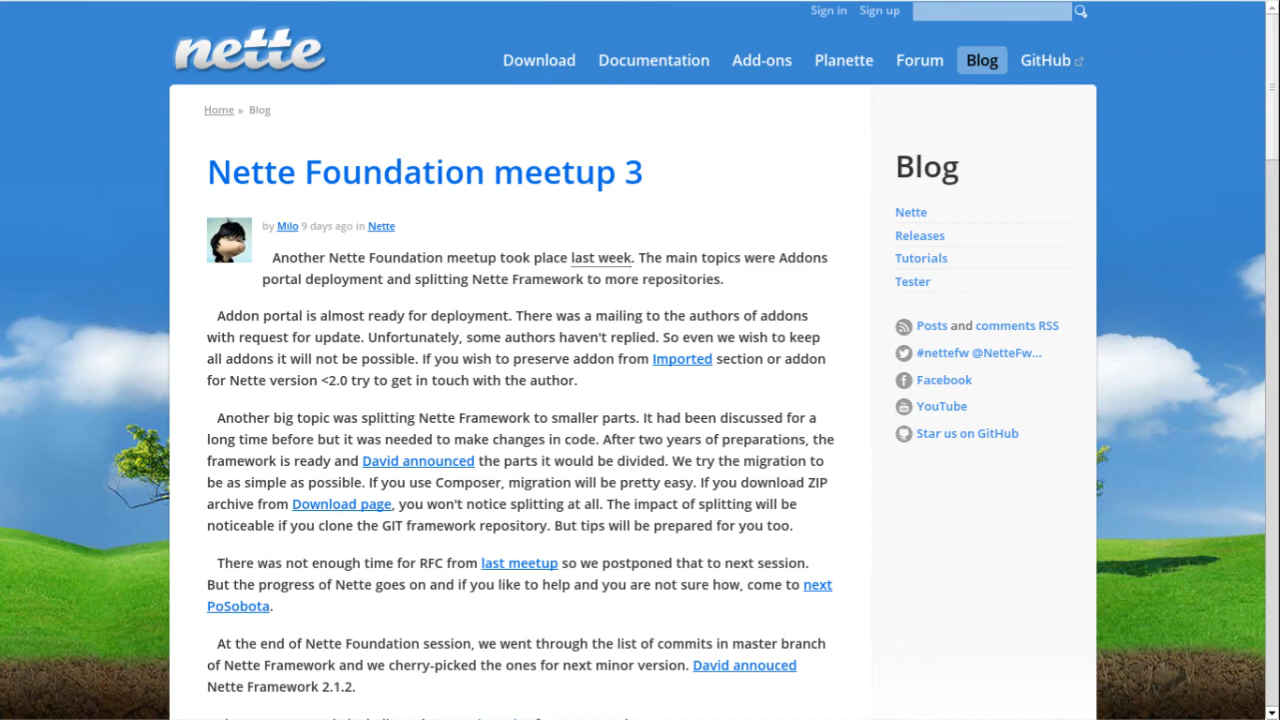 Sign in Sign up
nette
Download Documentation Add-ons Planette Forum Blog GitHub
Home » Blog
Nette Foundation meetup 3
by Milo 9 days ago in Nette
Another Nette Foundation meetup took place last week. The main topics were Addons
portal deployment and splitting Nette Framework to more repositories.
Addon portal is almost ready for deployment. There was a mailing to the authors of addons
with request for update. Unfortunately, some authors haven't replied. So even we wish to keep
all addons it will not be possible. If you wish to preserve addon from Imported section or addon
for Nette version <2.0 try to get in touch with the author.
Another big topic was splitting Nette Framework to smaller parts. It had been discussed for a
long time before but it was needed to make changes in code. After two years of preparations, the
framework is ready and David announced the parts it would be divided. We try the migration to
be as simple as possible. If you use Composer, migration will be pretty easy. If you download ZIP
archive from Download page, you won't notice splitting at all. The impact of splitting will be
noticeable if you clone the GIT framework repository. But tips will be prepared for you too.
There was not enough time for RFC from last meetup so we postponed that to next session.
But the progress of Nette goes on and if you like to help and you are not sure how, come to next
PoSobota.
At the end of Nette Foundation session, we went through the list of commits in master branch
of Nette Framework and we cherry-picked the ones for next minor version. David annouced
Nette Framework 2.1.2.
Blog
Nette
Releases
Tutorials
Tester
Posts and comments RSS
#nettefw @NetteFw...
Facebook
YouTube
Star us on GitHub